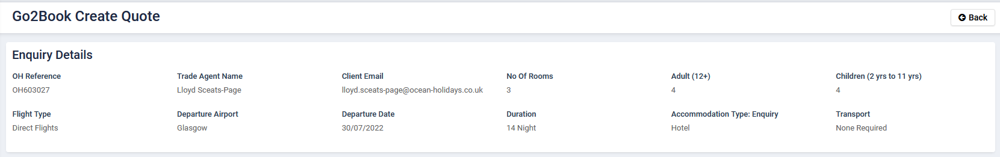 Go2Book Create Quote
Back
Enquiry Details
OH Reference Trade Agent Name Client Email No Of Rooms Adult (12+) Children (2 yrs to 11 yrs)
OH603027 Lloyd Sceats-Page lloyd.sceats-page@ocean-holidays.co.uk 3 4 4
Flight Type Departure Airport Departure Date Duration Accommodation Type: Enquiry Transport
Direct Flights Glasgow 30/07/2022 14 Night Hotel None Required